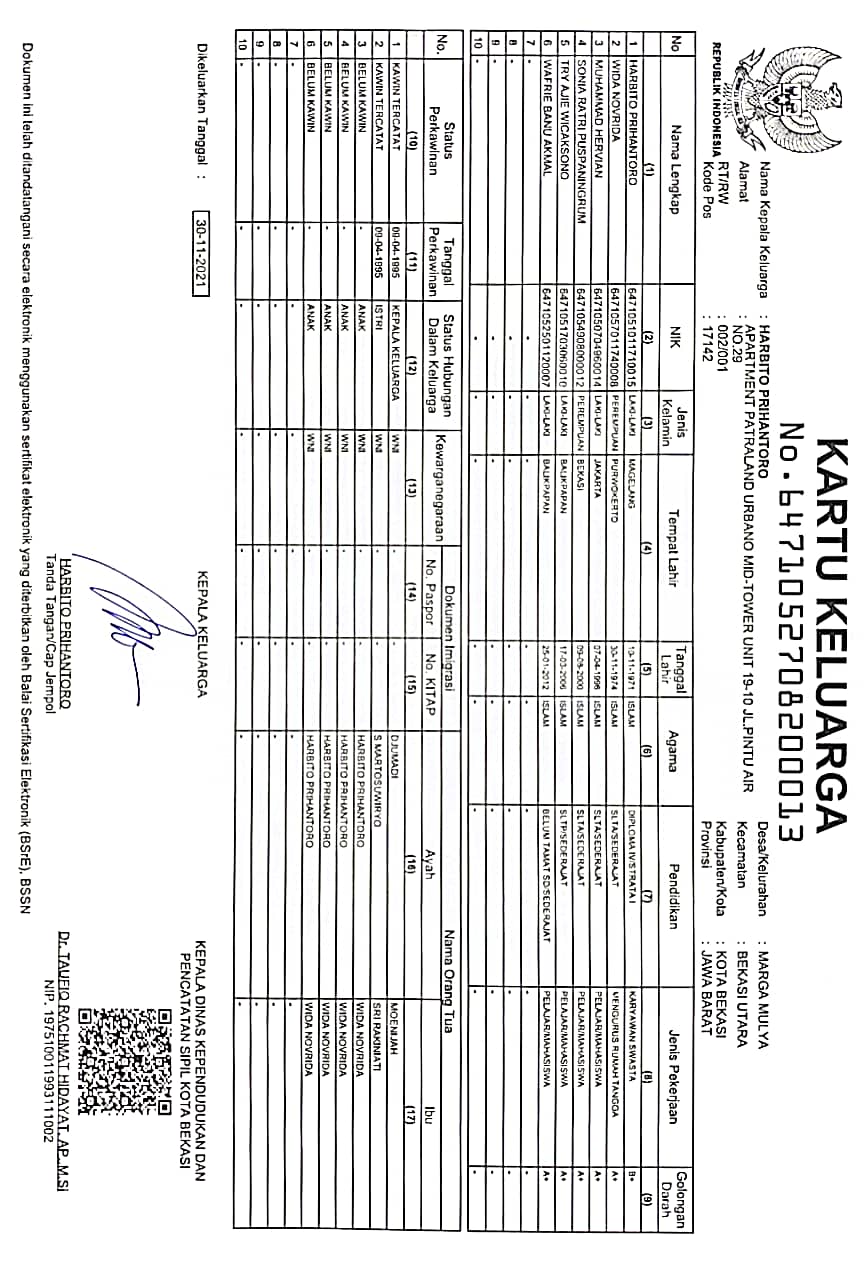 KARTU KELUARGA
No. 6471052708200013
REPUBLIK INDONESIA
Nama Kepala Keluarga : HARBITO PRIHANTORO
Alamat : APARTMENT PATRALAND URBANO MID-TOWER UNIT 19-10 JL.PINTU AIR
NO.29
RT/RW : 002/001
Kode Pos : 17142
Desa/Kelurahan : MARGA MULYA
Kecamatan : BEKASI UTARA
Kabupaten/Kota : KOTA BEKASI
Provinsi : JAWA BARAT
No Nama Lengkap NIK Jenis Kelamin Tempat Lahir Tanggal Lahir Agama Pendidikan Jenis Pekerjaan Golongan Darah
(1) (2) (3) (4) (5) (6) (7) (8) (9)
1 HARBITO PRIHANTORO 6471051011710015 LAKI-LAKI MAGELANG 10-11-1971 ISLAM DIPLOMA IV/STRATA I KARYAWAN SWASTA B+
2 WIDA NOVRIDA 6471057011740008 PEREMPUAN PURWOKERTO 30-11-1974 ISLAM SLTA/SEDERAJAT MENGURUS RUMAH TANGGA A+
3 MUHAMMAD HERVIAN 6471050704960014 LAKI-LAKI JAKARTA 07-04-1996 ISLAM SLTA/SEDERAJAT PELAJAR/MAHASISWA A+
4 SONIA RATRI PUSPANINGRUM 6471054908000012 PEREMPUAN BEKASI 09-08-2000 ISLAM SLTA/SEDERAJAT PELAJAR/MAHASISWA A+
5 TRY AJIE WICAKSONO 6471051703060010 LAKI-LAKI BALIKPAPAN 17-03-2006 ISLAM SLTP/SEDERAJAT PELAJAR/MAHASISWA A+
6 WAFRIE BANU AKMAL 6471052501120007 LAKI-LAKI BALIKPAPAN 25-01-2012 ISLAM BELUM TAMAT SD/SEDERAJAT PELAJAR/MAHASISWA A+
7 - - - - - - - - -
8 - - - - - - - - -
9 - - - - - - - - -
10 - - - - - - - - -
No. Status Perkawinan Tanggal Perkawinan Status Hubungan Dalam Keluarga Kewarganegaraan Dokumen Imigrasi Nama Orang Tua
No. Paspor No. KITAP Ayah Ibu
(10) (11) (12) (13) (14) (15) (16) (17)
1 KAWIN TERCATAT 09-04-1995 KEPALA KELUARGA WNI - - DJUMADI MOENIJAH
2 KAWIN TERCATAT 09-04-1995 ISTRI WNI - - S MARTOSUWIRYO SRI RAKINIATI
3 BELUM KAWIN - ANAK WNI - - HARBITO PRIHANTORO WIDA NOVRIDA
4 BELUM KAWIN - ANAK WNI - - HARBITO PRIHANTORO WIDA NOVRIDA
5 BELUM KAWIN - ANAK WNI - - HARBITO PRIHANTORO WIDA NOVRIDA
6 BELUM KAWIN - ANAK WNI - - HARBITO PRIHANTORO WIDA NOVRIDA
7 - - - - - - - -
8 - - - - - - - -
9 - - - - - - - -
10 - - - - - - - -
Dikeluarkan Tanggal : 30-11-2021
KEPALA KELUARGA
HARBITO PRIHANTORO
Tanda Tangan/Cap Jempol
KEPALA DINAS KEPENDUDUKAN DAN
PENCATATAN SIPIL KOTA BEKASI
Dr. TAUFIQ RACHMAT HIDAYAT, AP.,M.Si
NIP. 197510011993111002
Dokumen ini telah ditandatangani secara elektronik menggunakan sertifikat elektronik yang diterbitkan oleh Balai Sertifikasi Elektronik (BSrE), BSSN